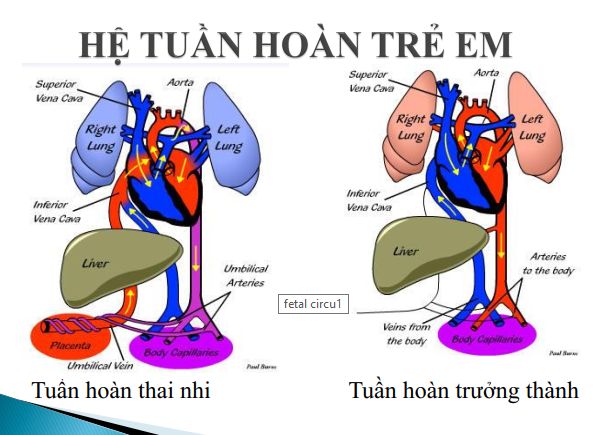 HỆ TUẦN HOÀN TRẺ EM
Superior
Vena Cava
Aorta
Right
Lung
Left
Lung
Inferior
Vena Cava
Liver
Umbilical
Arteries
Placenta
Umbilical Vein
Body Capillaries
Paul Burns
Tuần hoàn thai nhi
fetal circu1
Superior
Vena Cava
Aorta
Right
Lung
Left
Lung
Inferior
Vena Cava
Liver
Arteries
to the body
Veins from
the body
Body Capillaries
Paul Burns
Tuần hoàn trưởng thành